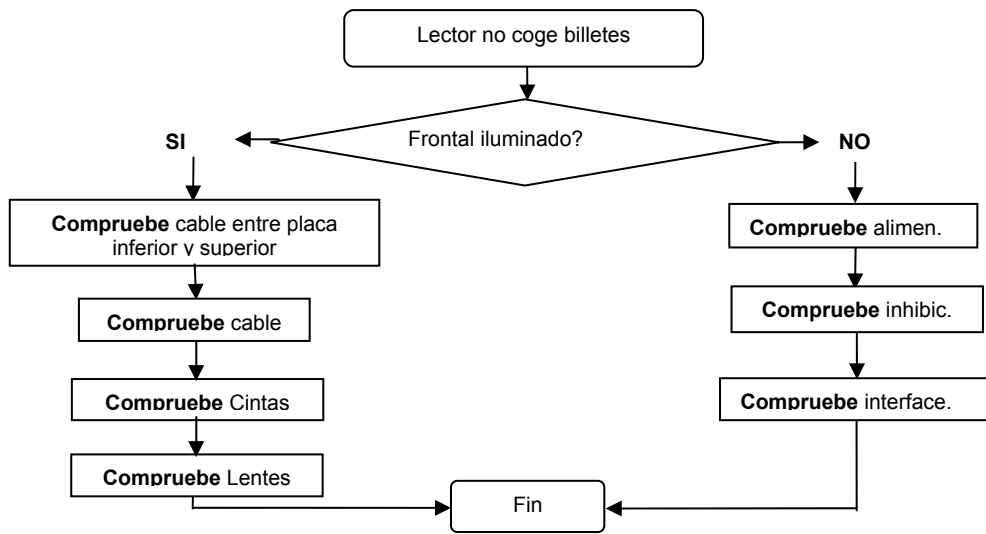 Lector no coge billetes
Frontal iluminado?
SI
NO
Compruebe cable entre placa
inferior y superior
Compruebe alimen.
Compruebe cable
Compruebe inhibic.
Compruebe Cintas
Compruebe interface.
Compruebe Lentes
Fin